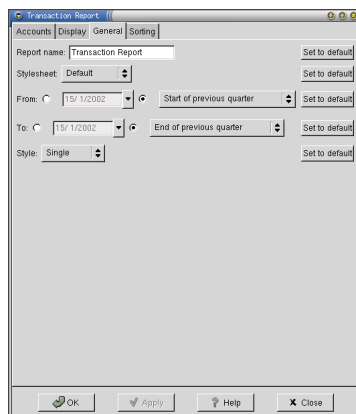 Transaction Report
Accounts Display General Sorting
Report name: Transaction Report Set to default
Stylesheet: Default Set to default
From: 15/ 1/2002 Start of previous quarter Set to default
To: 15/ 1/2002 End of previous quarter Set to default
Style: Single Set to default
OK Apply Help Close